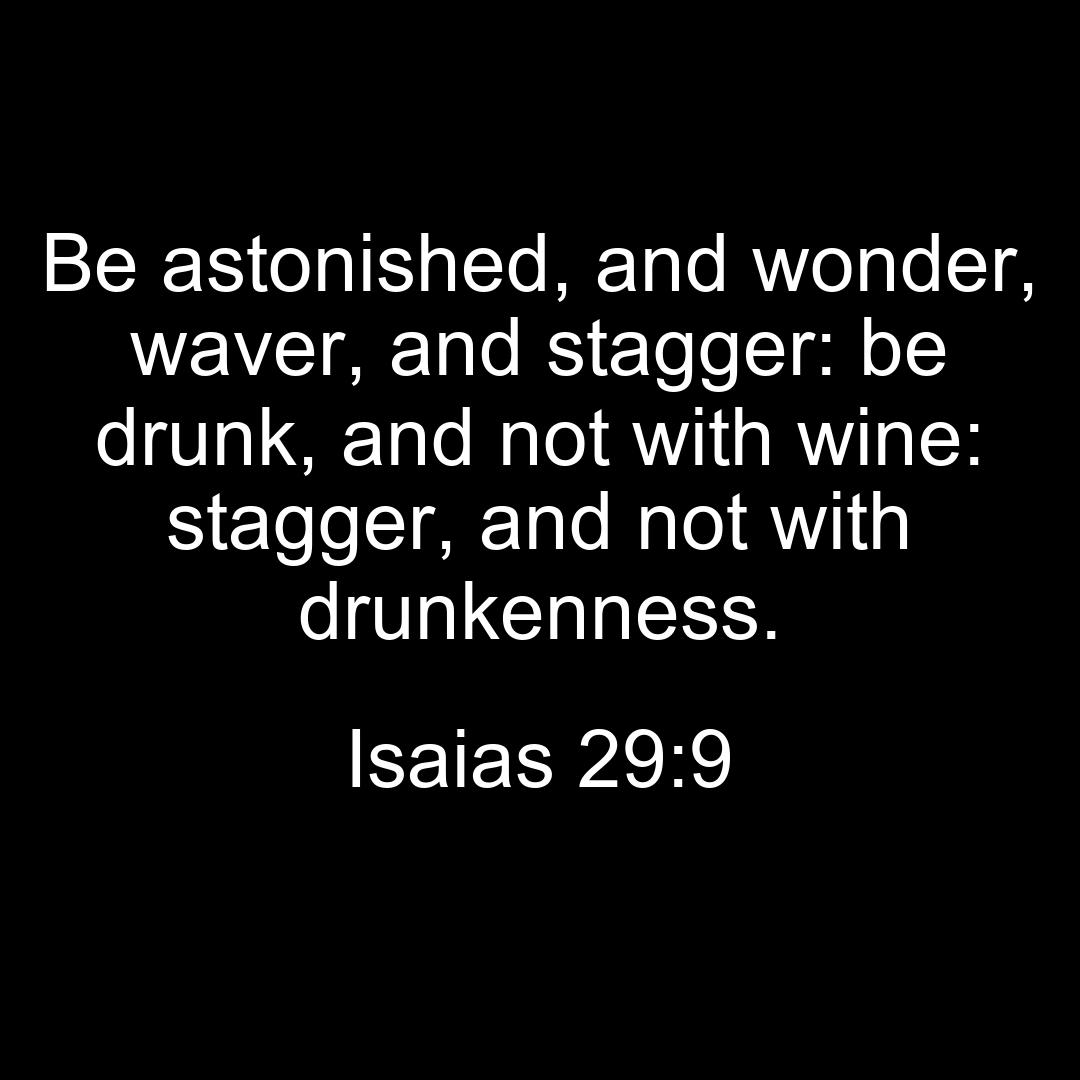 Be astonished, and wonder,
waver, and stagger: be
drunk, and not with wine:
stagger, and not with
drunkenness.
Isaias 29:9